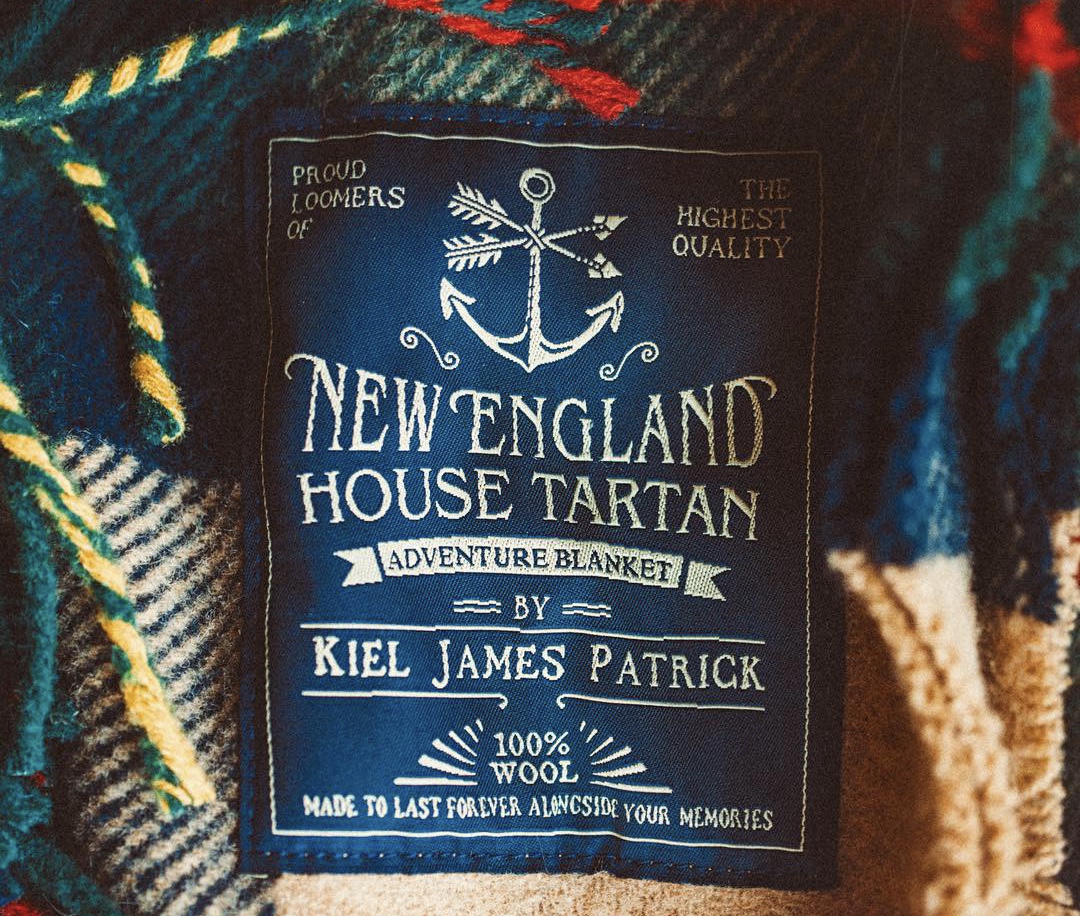 PROUD
LOOMERS
OF
THE
HIGHEST
QUALITY
NEW ENGLAND
HOUSE TARTAN
ADVENTURE BLANKET
BY
KIEL JAMES PATRICK
100%
WOOL
MADE TO LAST FOREVER ALONGSIDE YOUR MEMORIES